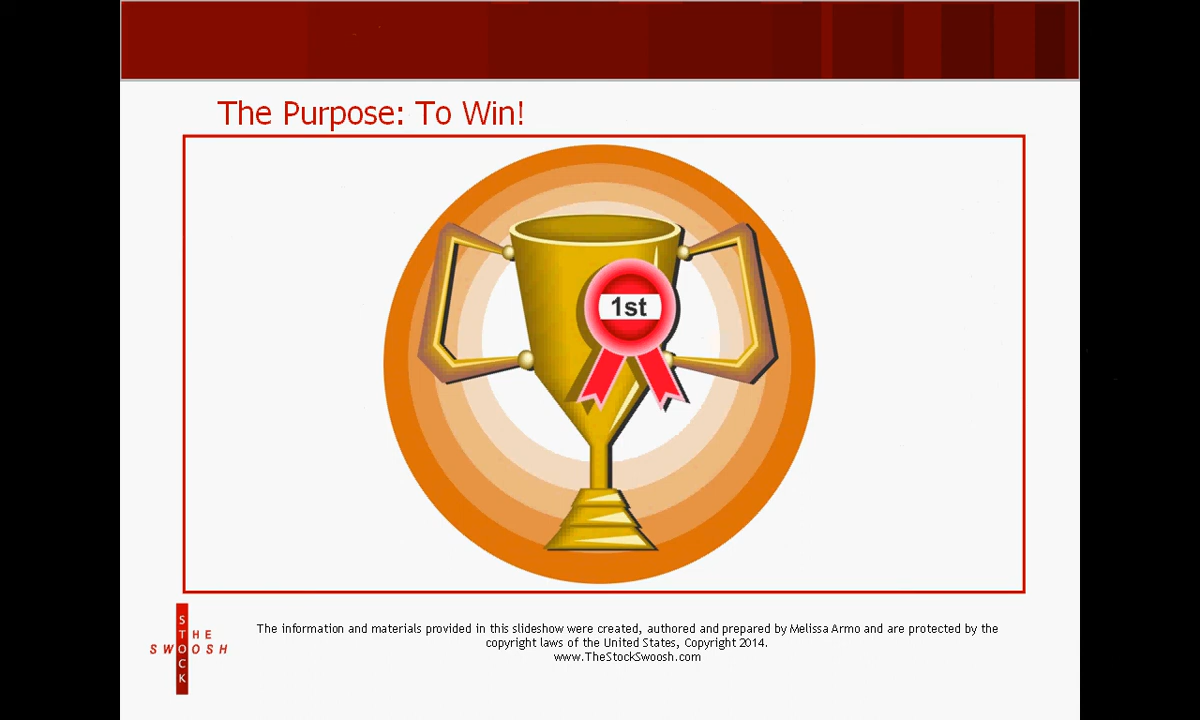 The Purpose: To Win!
1st
STOCK
THE
SWOOSH
The information and materials provided in this slideshow were created, authored and prepared by Melissa Armo and are protected by the
copyright laws of the United States, Copyright 2014.
www.TheStockSwoosh.com